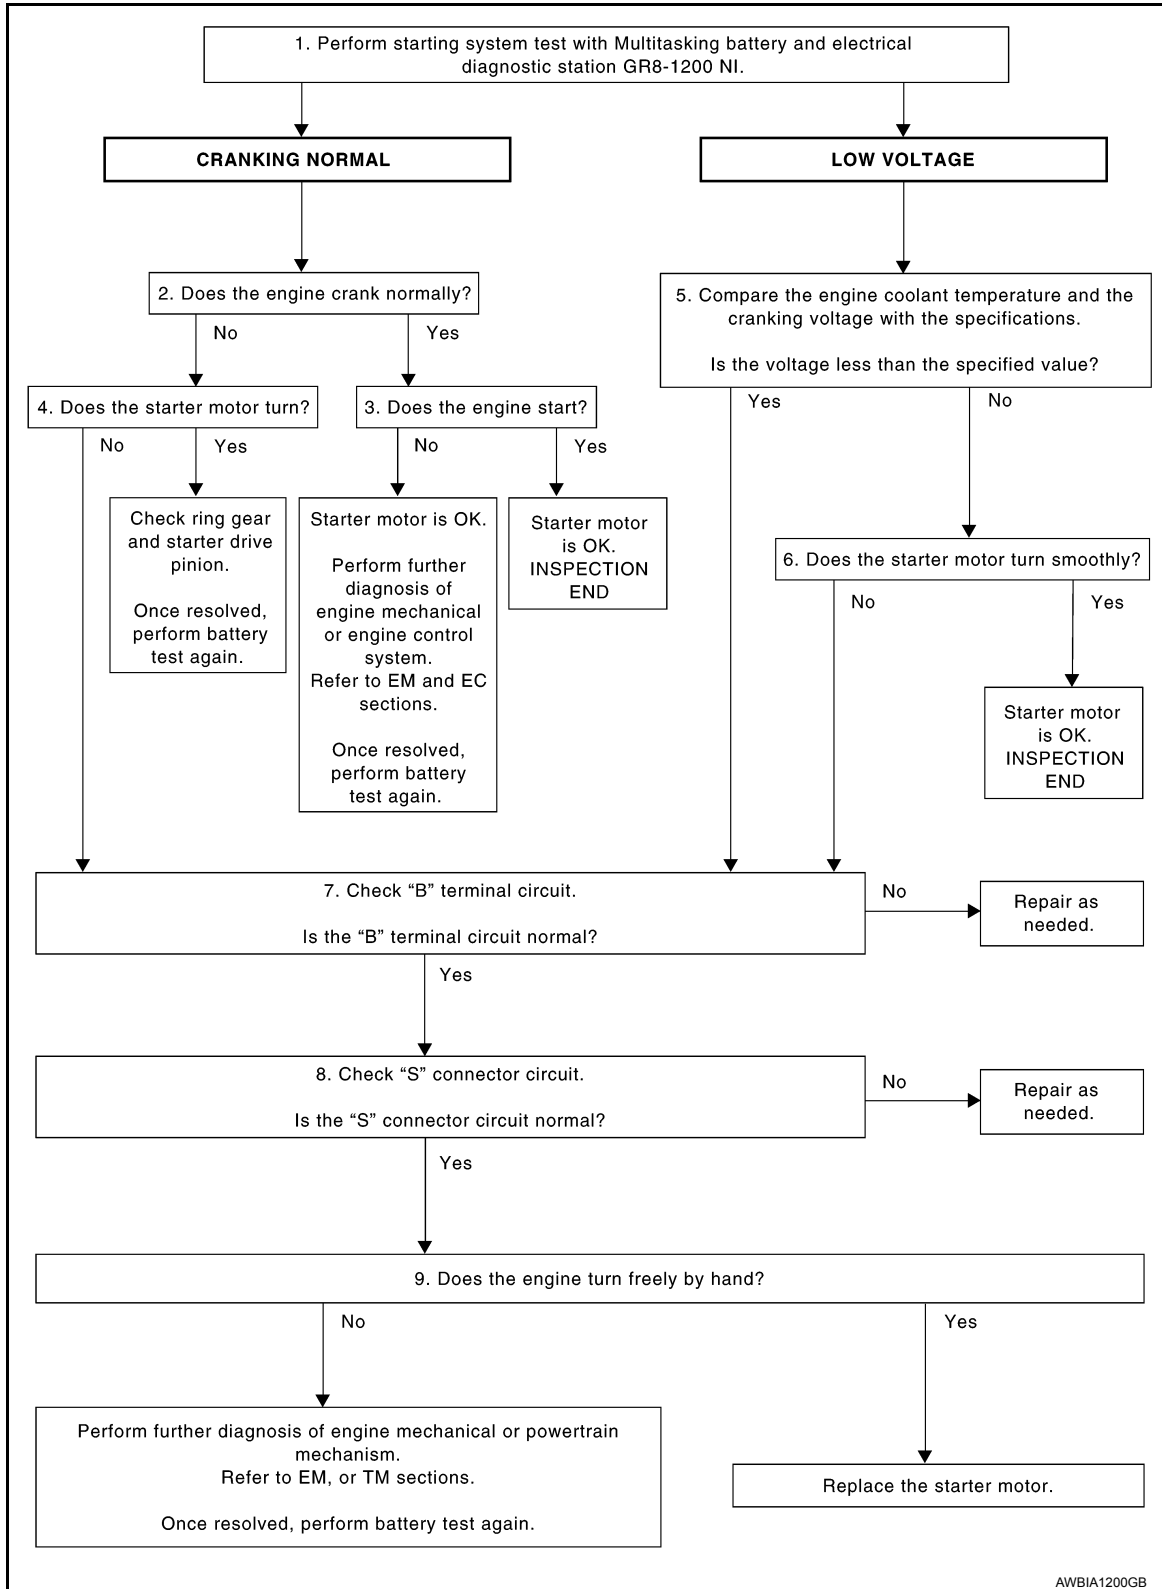 1. Perform starting system test with Multitasking battery and electrical
diagnostic station GR8-1200 NI.
CRANKING NORMAL
LOW VOLTAGE
2. Does the engine crank normally?
No
Yes
5. Compare the engine coolant temperature and the
cranking voltage with the specifications.
Is the voltage less than the specified value?
Yes
No
4. Does the starter motor turn?
No
Yes
3. Does the engine start?
No
Yes
Check ring gear
and starter drive
pinion.
Once resolved,
perform battery
test again.
Starter motor is OK.
Perform further
diagnosis of
engine mechanical
or engine control
system.
Refer to EM and EC
sections.
Once resolved,
perform battery
test again.
Starter motor
is OK.
INSPECTION
END
6. Does the starter motor turn smoothly?
No
Yes
Starter motor
is OK.
INSPECTION
END
7. Check “B” terminal circuit.
Is the “B” terminal circuit normal?
No
Repair as
needed.
Yes
8. Check “S” connector circuit.
Is the “S” connector circuit normal?
No
Repair as
needed.
Yes
9. Does the engine turn freely by hand?
No
Yes
Perform further diagnosis of engine mechanical or powertrain
mechanism.
Refer to EM, or TM sections.
Once resolved, perform battery test again.
Replace the starter motor.
AWBIA1200GB